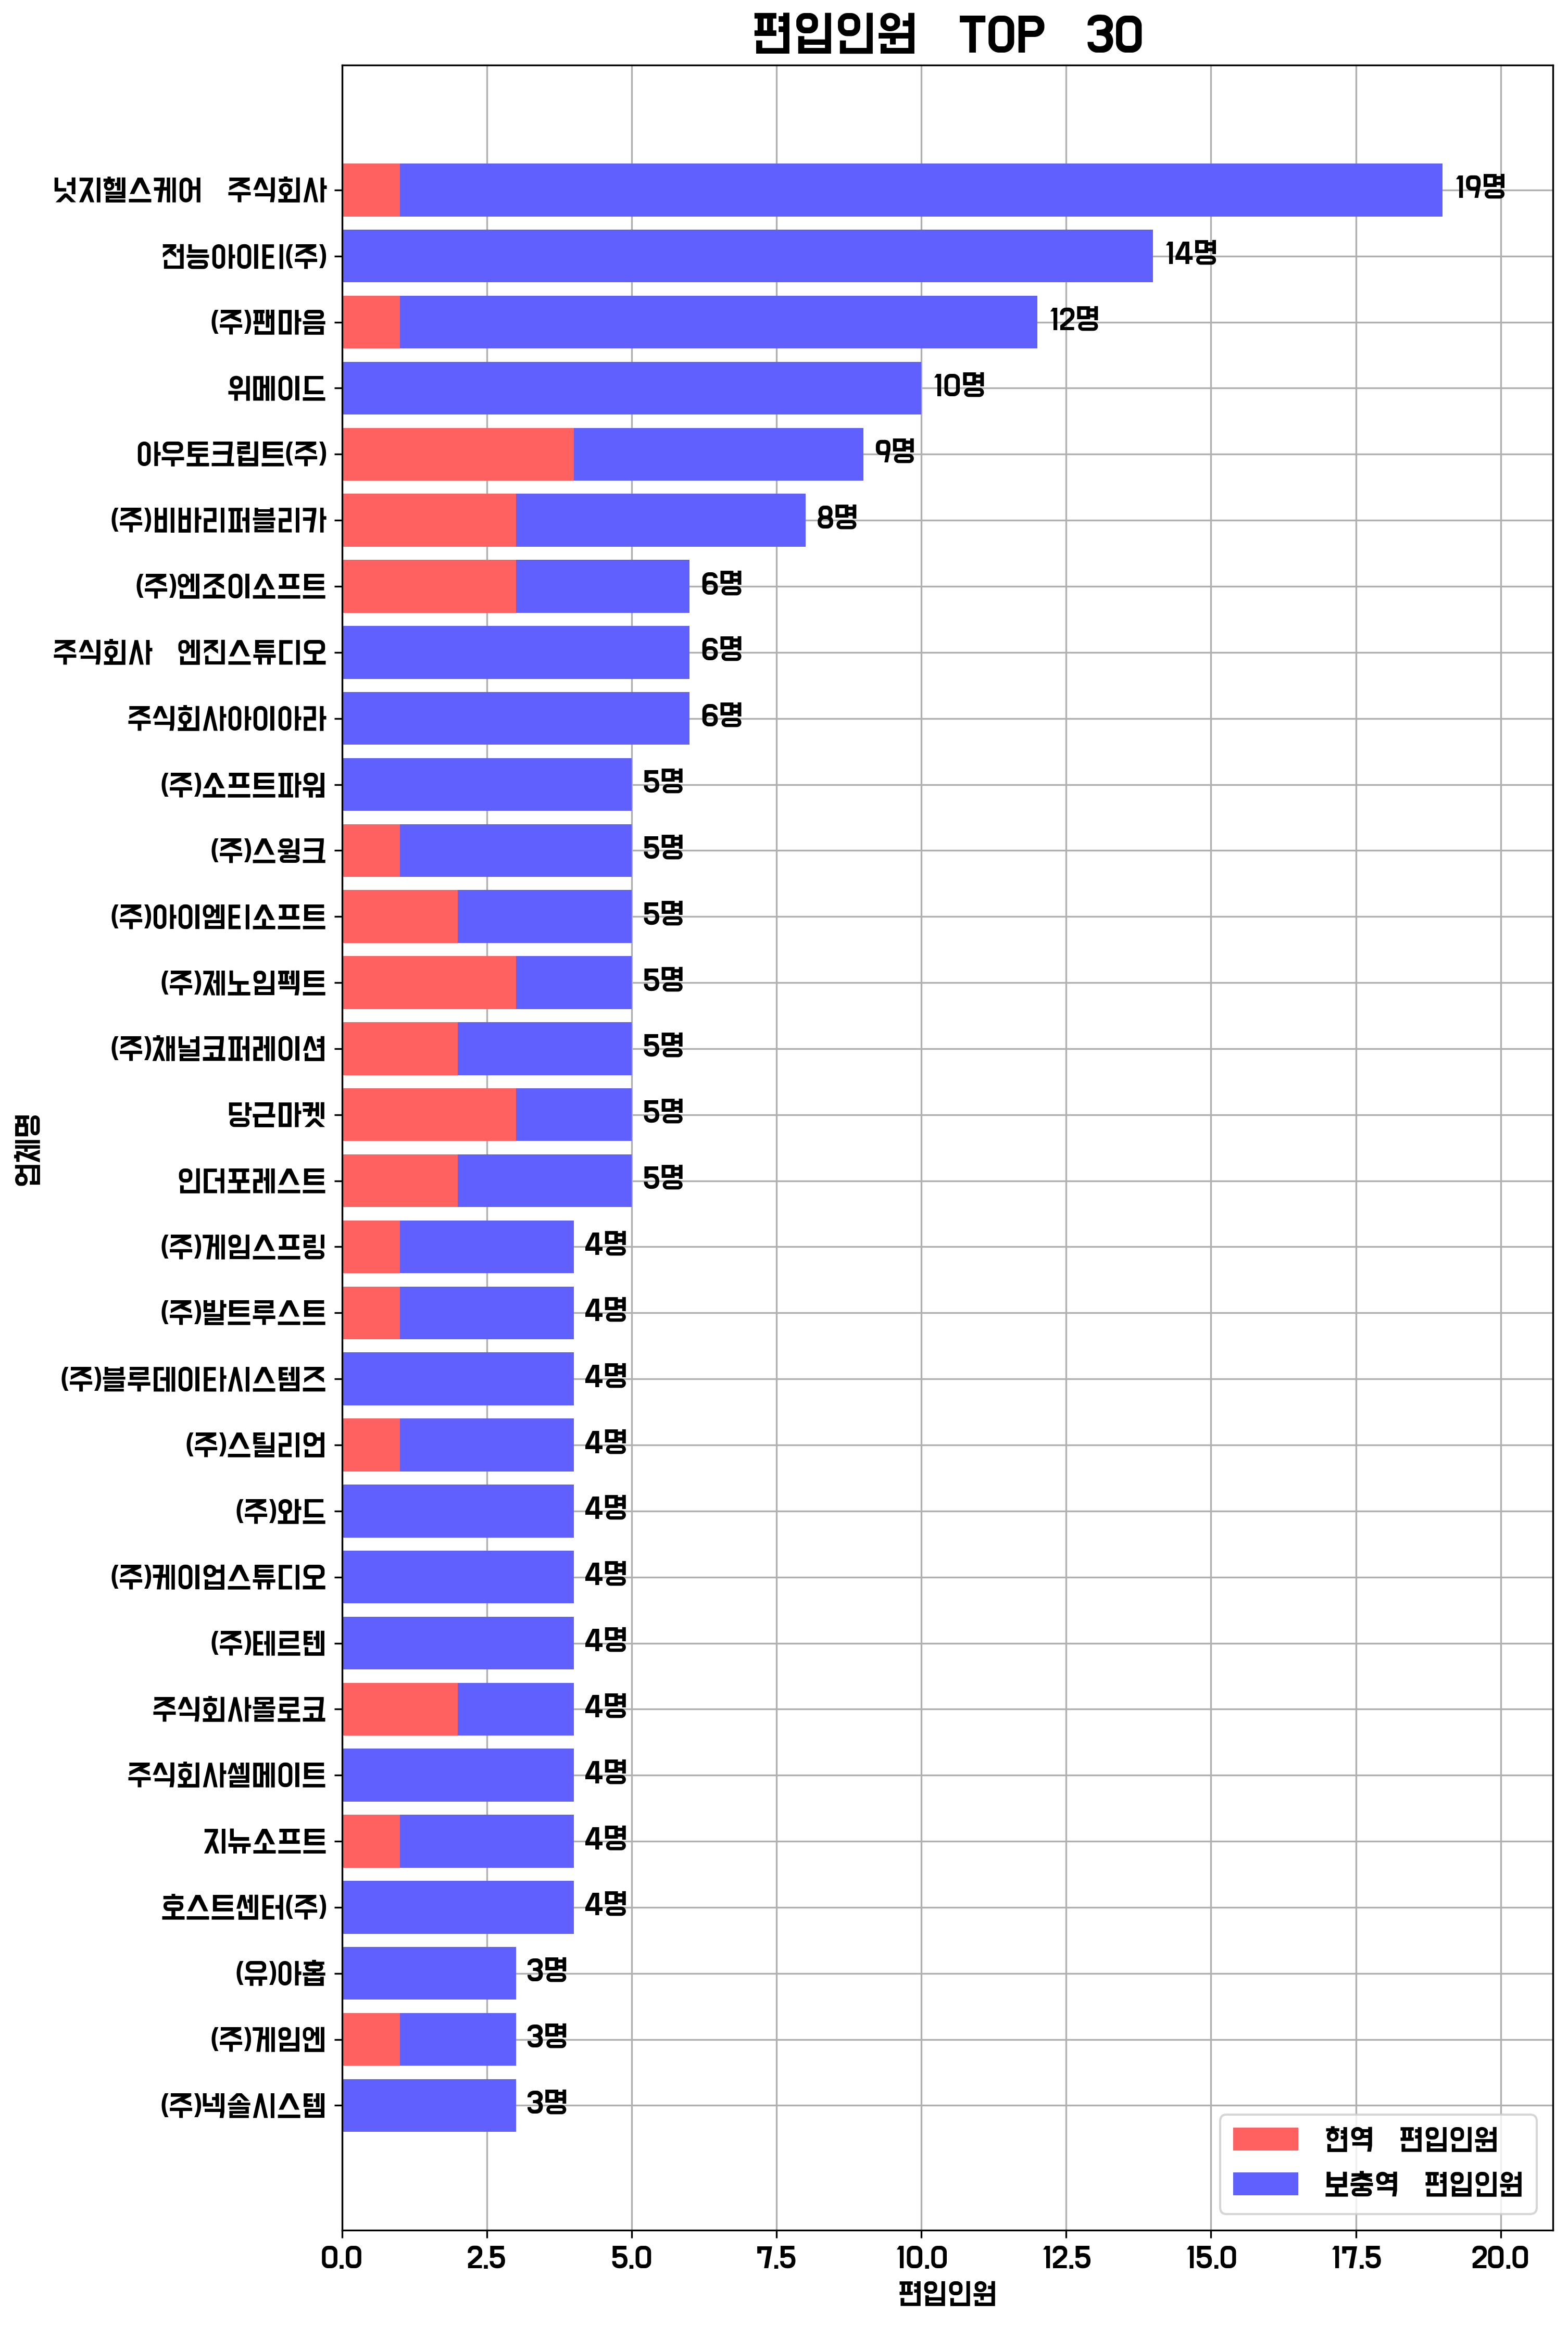 편입인원 TOP 30
넛지헬스케어 주식회사 19명
전능아이티(주) 14명
(주)팬마음 12명
위메이드 10명
아우토크립트(주) 9명
(주)비바리퍼블리카 8명
(주)엔조이소프트 6명
주식회사 엔진스튜디오 6명
주식회사아이아라 6명
(주)소프트파워 5명
(주)스윙크 5명
(주)아이엠티소프트 5명
(주)제노임펙트 5명
(주)채널코퍼레이션 5명
당근마켓 5명
인더포레스트 5명
(주)게임스프링 4명
(주)발트루스트 4명
(주)블루데이타시스템즈 4명
(주)스틸리언 4명
(주)와드 4명
(주)케이업스튜디오 4명
(주)테르텐 4명
주식회사몰로코 4명
주식회사셀메이트 4명
지뉴소프트 4명
호스트센터(주) 4명
(유)아홉 3명
(주)게임엔 3명
(주)넥솔시스템 3명
업체명
현역 편입인원
보충역 편입인원
0.0 2.5 5.0 7.5 10.0 12.5 15.0 17.5 20.0
편입인원